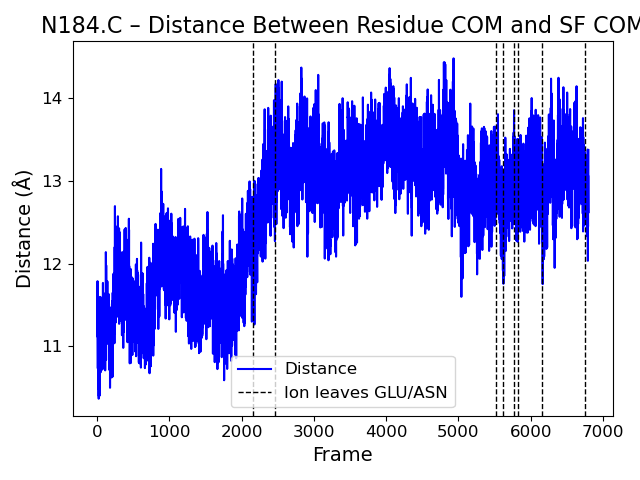 N184.C – Distance Between Residue COM and SF COM
Distance (Å)
14
13
12
11
Distance
Ion leaves GLU/ASN
0 1000 2000 3000 4000 5000 6000 7000
Frame